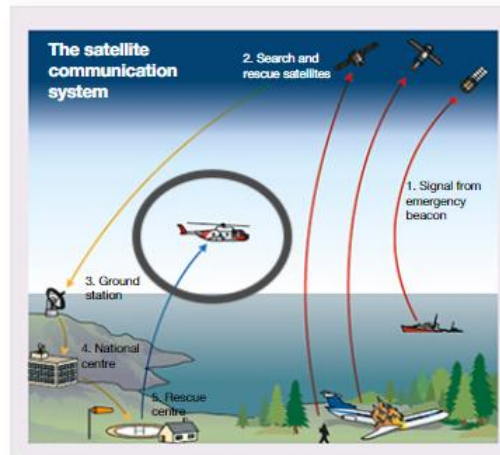 The satellite
communication
system
2. Search and
rescue satellites
1. Signal from
emergency
beacon
3. Ground
station
4. National
centre
5. Rescue
centre